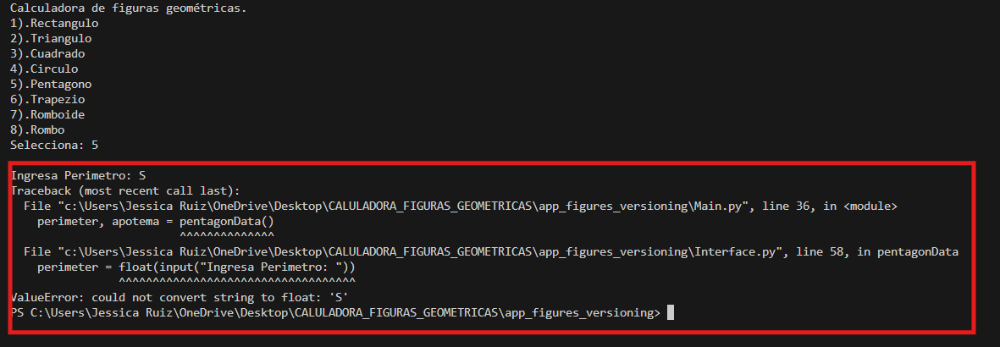 Calculadora de figuras geométricas.
1).Rectangulo
2).Triangulo
3).Cuadrado
4).Circulo
5).Pentagono
6).Trapezio
7).Romboide
8).Rombo
Selecciona: 5
Ingresa Perimetro: S
Traceback (most recent call last):
  File "c:\Users\Jessica Ruiz\OneDrive\Desktop\CALULADORA_FIGURAS_GEOMETRICAS\app_figures_versioning\Main.py", line 36, in <module>
    perimeter, apotema = pentagonData()
                         ^^^^^^^^^^^^^^
  File "c:\Users\Jessica Ruiz\OneDrive\Desktop\CALULADORA_FIGURAS_GEOMETRICAS\app_figures_versioning\Interface.py", line 58, in pentagonData
    perimeter = float(input("Ingresa Perimetro: "))
                ^^^^^^^^^^^^^^^^^^^^^^^^^^^^^^^^^^^
ValueError: could not convert string to float: 'S'
PS C:\Users\Jessica Ruiz\OneDrive\Desktop\CALULADORA_FIGURAS_GEOMETRICAS\app_figures_versioning>